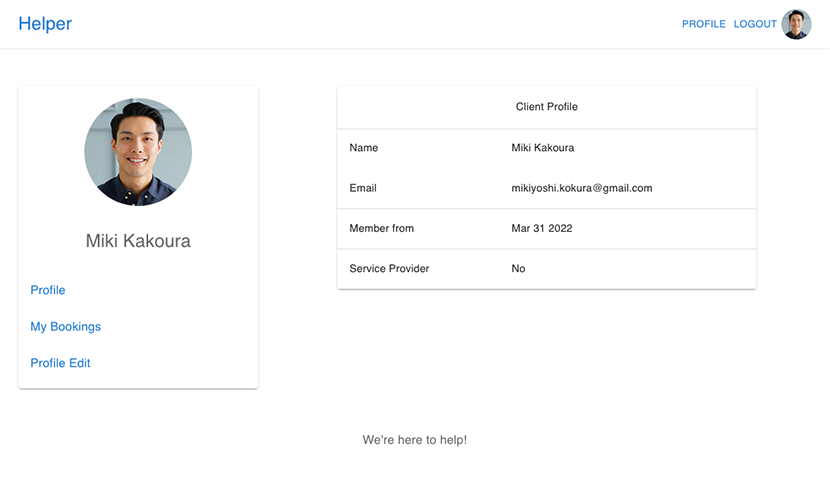 Helper
PROFILE LOGOUT
Miki Kakoura
Profile
My Bookings
Profile Edit
Client Profile
Name Miki Kakoura
Email mikiyoshi.kokura@gmail.com
Member from Mar 31 2022
Service Provider No
We're here to help!